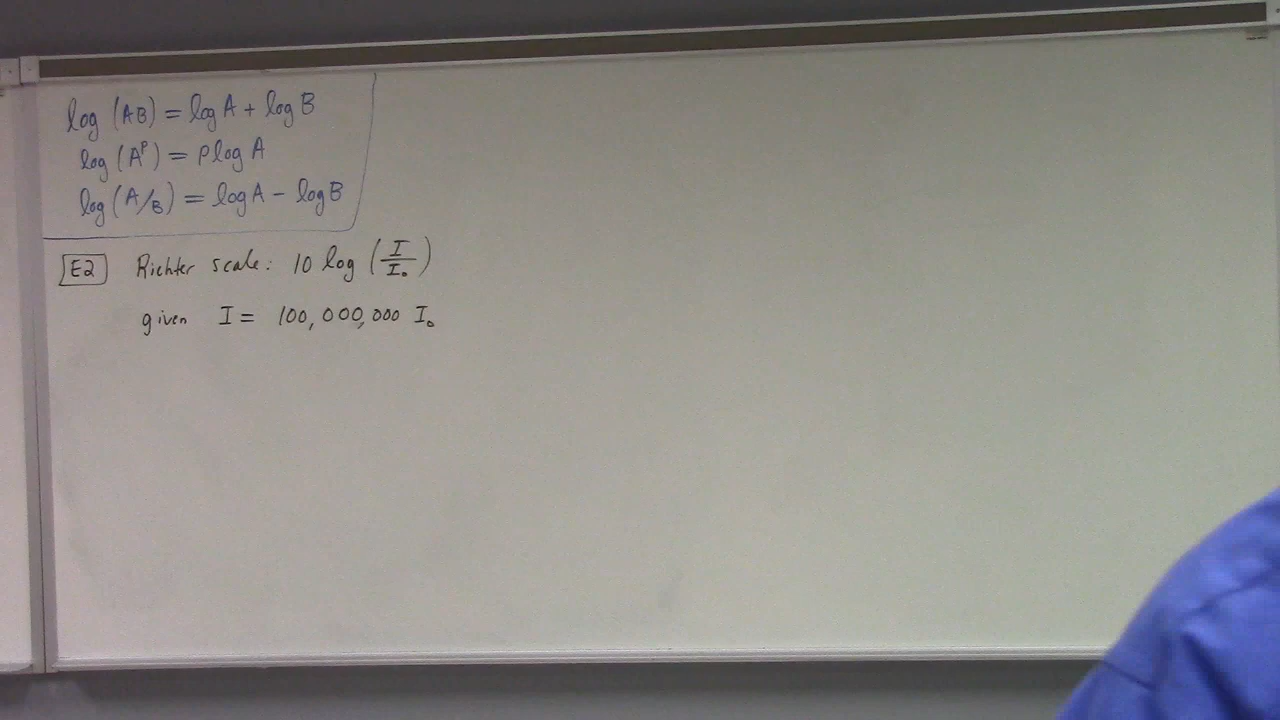 log (AB) = log A + log B
log (A^p) = p log A
log (A/B) = log A - log B
E2 Richter scale: 10 log (I/I₀)
given I = 100,000,000 I₀